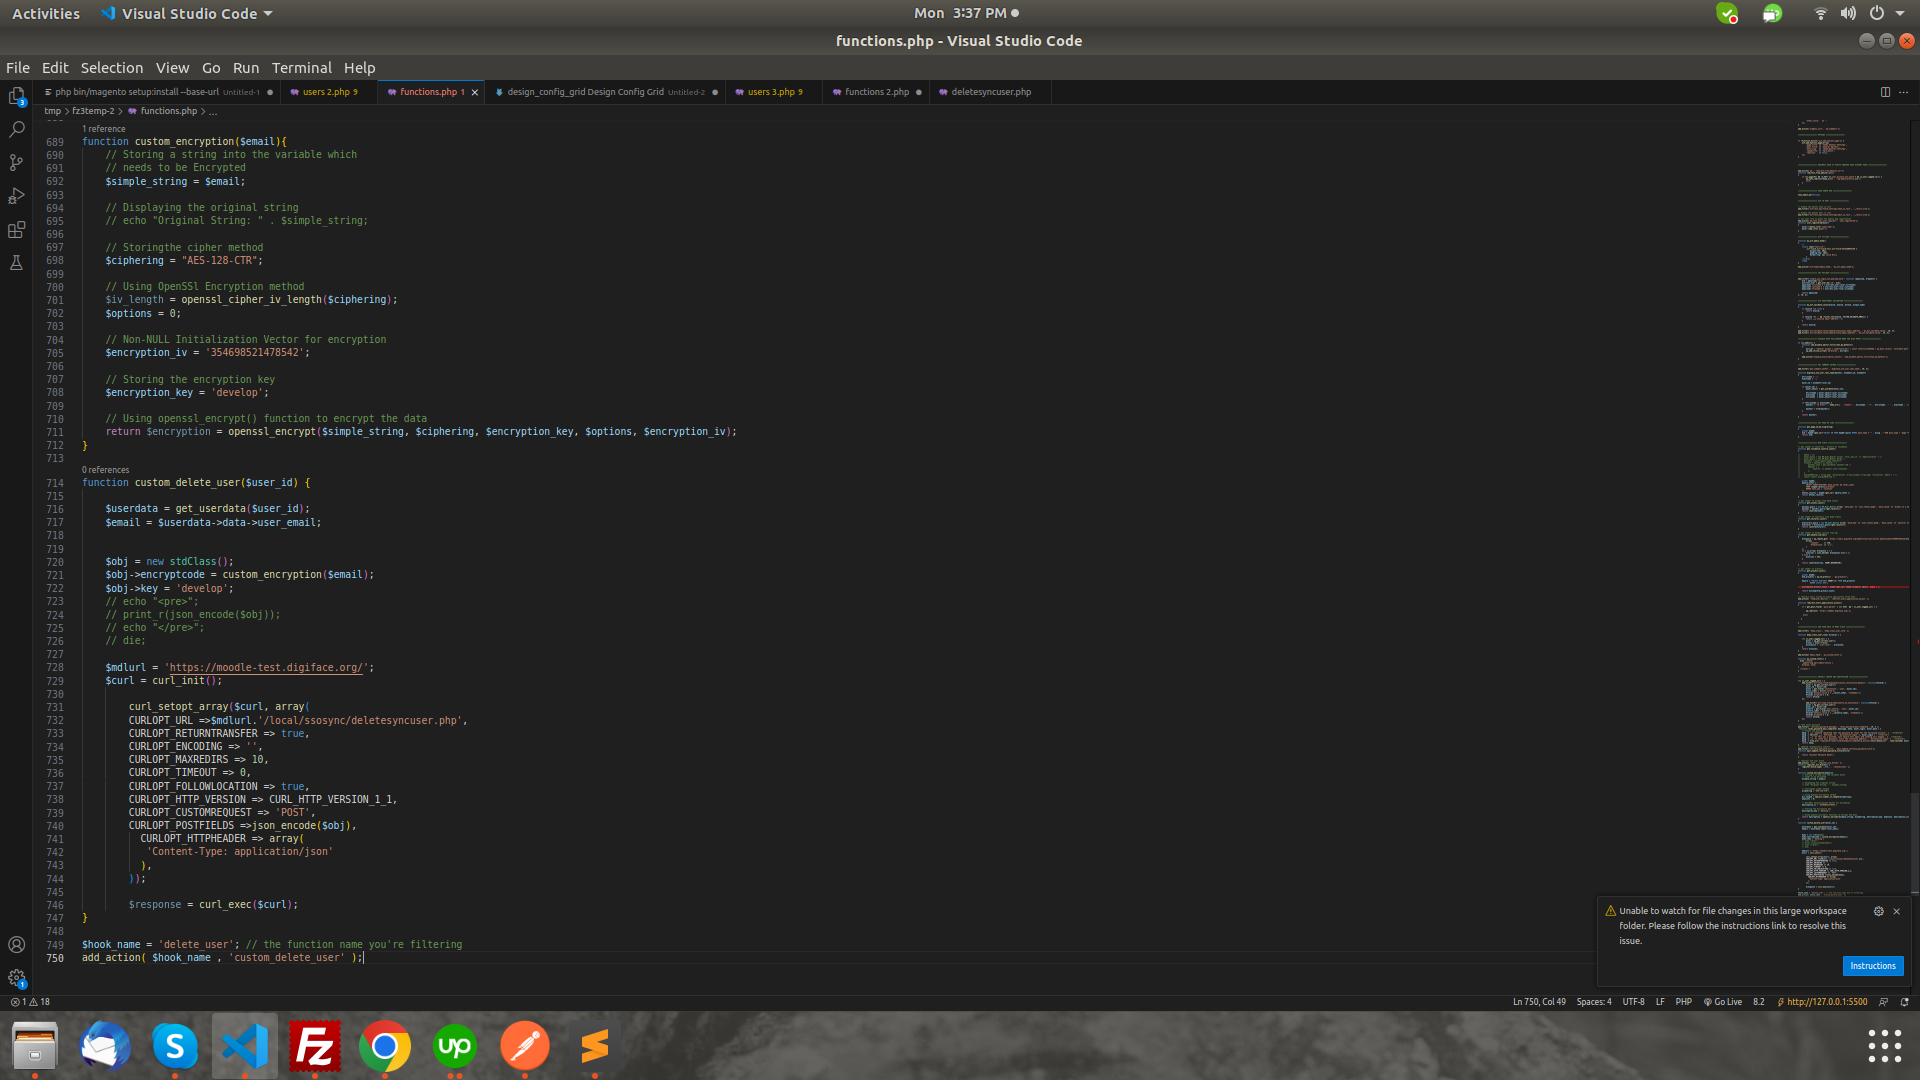 Activities
Visual Studio Code
Mon 3:37 PM
functions.php - Visual Studio Code
File Edit Selection View Go Run Terminal Help
php bin/magento setup:install --base-url Untitled-1
users 2.php 9
functions.php 1
design_config_grid Design Config Grid Untitled-2
users 3.php 9
functions 2.php
deletesyncuser.php
tmp > fz3temp-2 > functions.php > ...
1 reference
689 function custom_encryption($email){
690 // Storing a string into the variable which
691 // needs to be Encrypted
692 $simple_string = $email;
693
694 // Displaying the original string
695 // echo "Original String: " . $simple_string;
696
697 // Storingthe cipher method
698 $ciphering = "AES-128-CTR";
699
700 // Using OpenSSl Encryption method
701 $iv_length = openssl_cipher_iv_length($ciphering);
702 $options = 0;
703
704 // Non-NULL Initialization Vector for encryption
705 $encryption_iv = '354698521478542';
706
707 // Storing the encryption key
708 $encryption_key = 'develop';
709
710 // Using openssl_encrypt() function to encrypt the data
711 return $encryption = openssl_encrypt($simple_string, $ciphering, $encryption_key, $options, $encryption_iv);
712 }
713
0 references
714 function custom_delete_user($user_id) {
715
716 $userdata = get_userdata($user_id);
717 $email = $userdata->data->user_email;
718
719
720 $obj = new stdClass();
721 $obj->encryptcode = custom_encryption($email);
722 $obj->key = 'develop';
723 // echo "<pre>";
724 // print_r(json_encode($obj));
725 // echo "</pre>";
726 // die;
727
728 $mdlurl = 'https://moodle-test.digiface.org/';
729 $curl = curl_init();
730
731 curl_setopt_array($curl, array(
732 CURLOPT_URL =>$mdlurl.'/local/ssosync/deletesyncuser.php',
733 CURLOPT_RETURNTRANSFER => true,
734 CURLOPT_ENCODING => '',
735 CURLOPT_MAXREDIRS => 10,
736 CURLOPT_TIMEOUT => 0,
737 CURLOPT_FOLLOWLOCATION => true,
738 CURLOPT_HTTP_VERSION => CURL_HTTP_VERSION_1_1,
739 CURLOPT_CUSTOMREQUEST => 'POST',
740 CURLOPT_POSTFIELDS =>json_encode($obj),
741 CURLOPT_HTTPHEADER => array(
742 'Content-Type: application/json'
743 ),
744 ));
745
746 $response = curl_exec($curl);
747 }
748
749 $hook_name = 'delete_user'; // the function name you're filtering
750 add_action( $hook_name , 'custom_delete_user' );
Unable to watch for file changes in this large workspace
folder. Please follow the instructions link to resolve this
issue.
Instructions
1 18
Ln 750, Col 49 Spaces: 4 UTF-8 LF PHP Go Live 8.2 http://127.0.0.1:5500